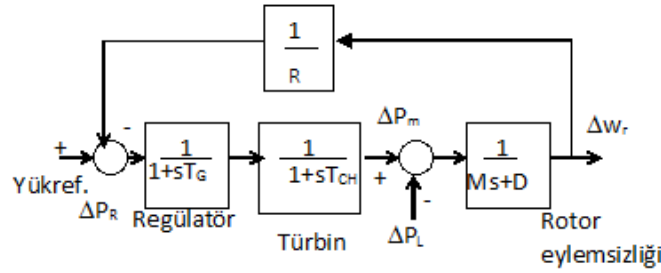 1
R
-
+
Yükref.
ΔP_R
1
1+sT_G
Regülatör
1
1+sT_CH
Türbin
ΔP_m
+
-
ΔP_L
1
Ms+D
Δw_r
Rotor
eylemsizliği